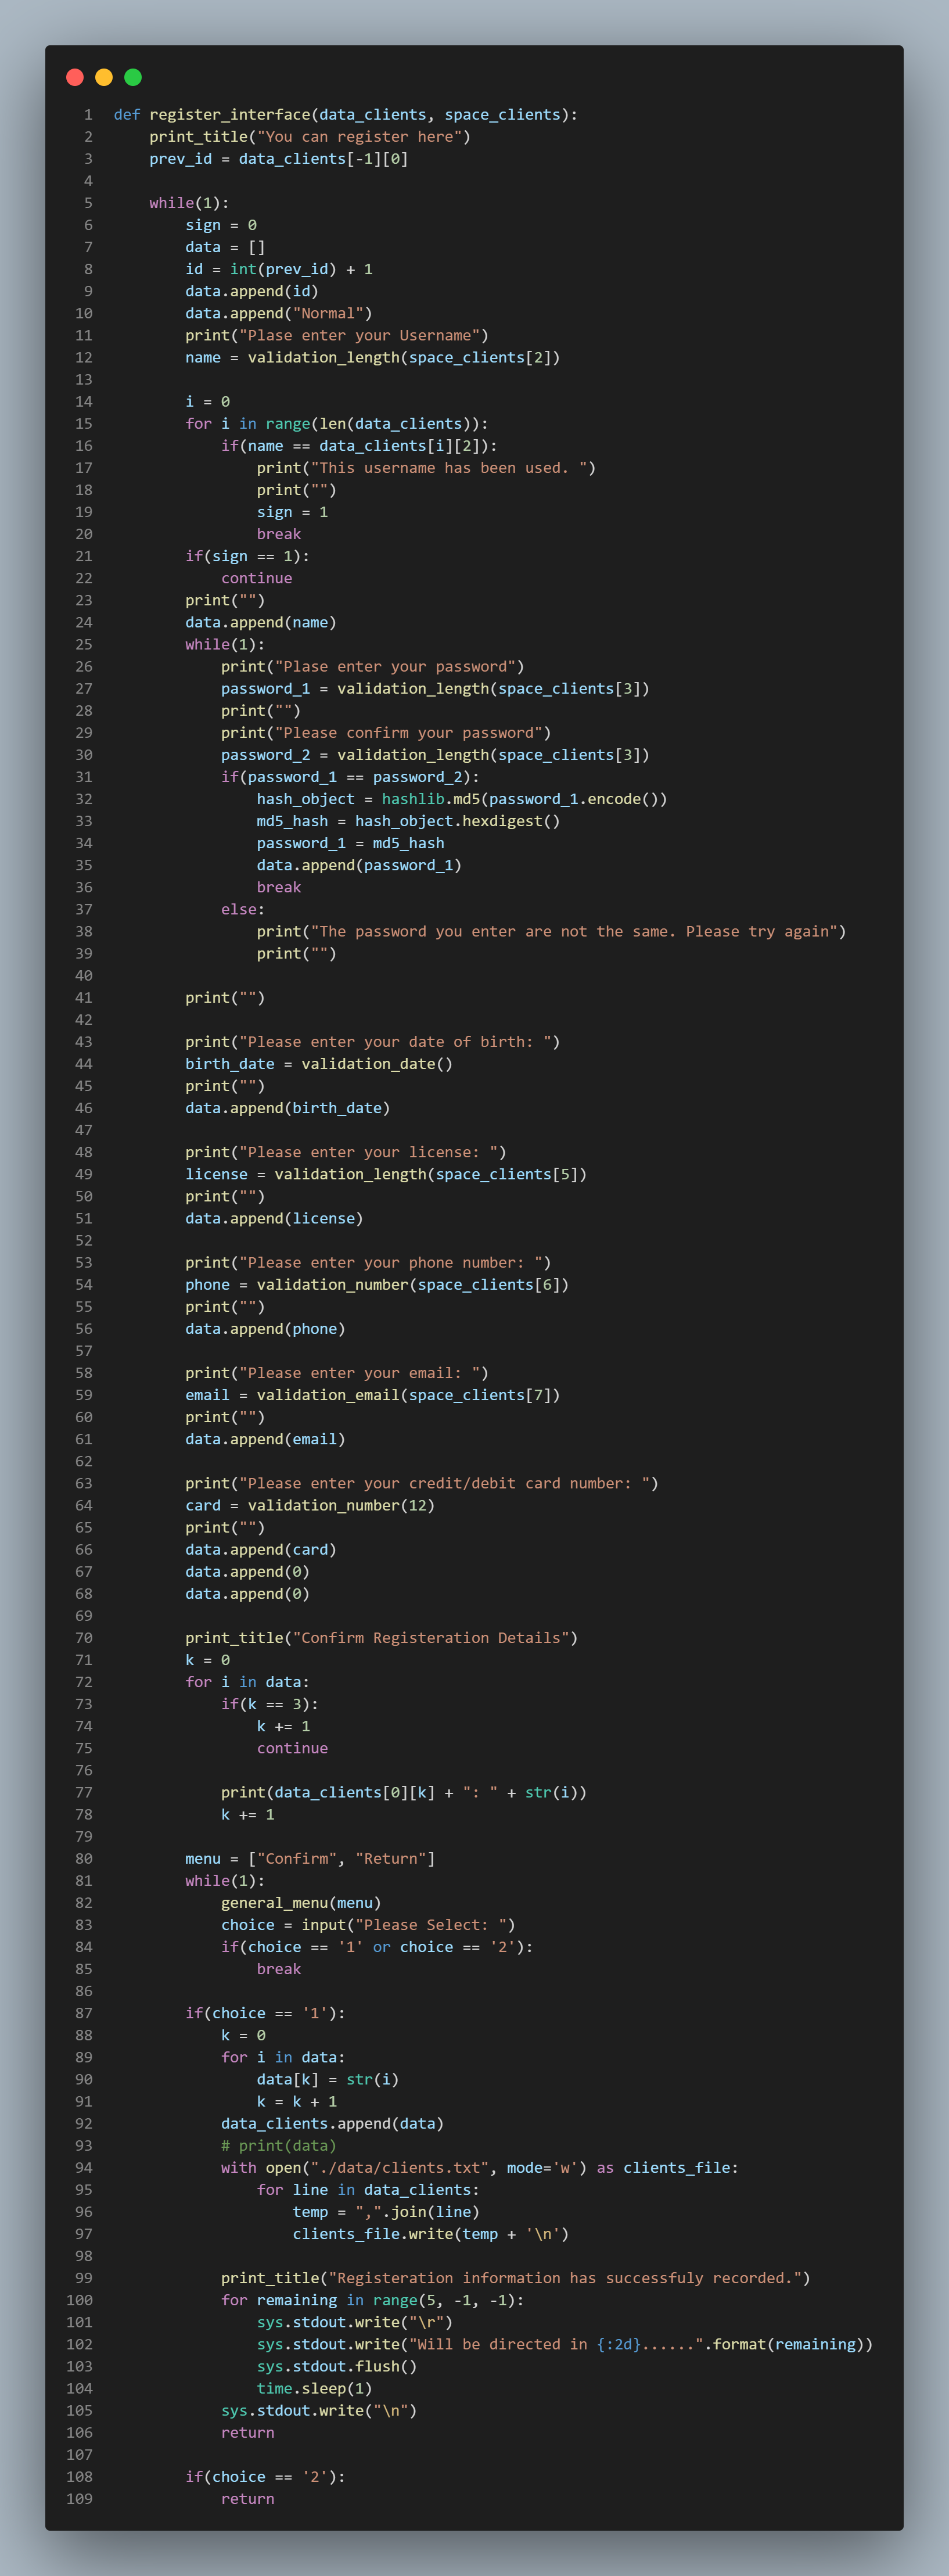 1 def register_interface(data_clients, space_clients):
2     print_title("You can register here")
3     prev_id = data_clients[-1][0]
4
5     while(1):
6         sign = 0
7         data = []
8         id = int(prev_id) + 1
9         data.append(id)
10         data.append("Normal")
11         print("Plase enter your Username")
12         name = validation_length(space_clients[2])
13
14         i = 0
15         for i in range(len(data_clients)):
16             if(name == data_clients[i][2]):
17                 print("This username has been used. ")
18                 print("")
19                 sign = 1
20                 break
21         if(sign == 1):
22             continue
23         print("")
24         data.append(name)
25         while(1):
26             print("Plase enter your password")
27             password_1 = validation_length(space_clients[3])
28             print("")
29             print("Please confirm your password")
30             password_2 = validation_length(space_clients[3])
31             if(password_1 == password_2):
32                 hash_object = hashlib.md5(password_1.encode())
33                 md5_hash = hash_object.hexdigest()
34                 password_1 = md5_hash
35                 data.append(password_1)
36                 break
37             else:
38                 print("The password you enter are not the same. Please try again")
39                 print("")
40
41         print("")
42
43         print("Please enter your date of birth: ")
44         birth_date = validation_date()
45         print("")
46         data.append(birth_date)
47
48         print("Please enter your license: ")
49         license = validation_length(space_clients[5])
50         print("")
51         data.append(license)
52
53         print("Please enter your phone number: ")
54         phone = validation_number(space_clients[6])
55         print("")
56         data.append(phone)
57
58         print("Please enter your email: ")
59         email = validation_email(space_clients[7])
60         print("")
61         data.append(email)
62
63         print("Please enter your credit/debit card number: ")
64         card = validation_number(12)
65         print("")
66         data.append(card)
67         data.append(0)
68         data.append(0)
69
70         print_title("Confirm Registeration Details")
71         k = 0
72         for i in data:
73             if(k == 3):
74                 k += 1
75                 continue
76
77             print(data_clients[0][k] + ": " + str(i))
78             k += 1
79
80         menu = ["Confirm", "Return"]
81         while(1):
82             general_menu(menu)
83             choice = input("Please Select: ")
84             if(choice == '1' or choice == '2'):
85                 break
86
87         if(choice == '1'):
88             k = 0
89             for i in data:
90                 data[k] = str(i)
91                 k = k + 1
92             data_clients.append(data)
93             # print(data)
94             with open("./data/clients.txt", mode='w') as clients_file:
95                 for line in data_clients:
96                     temp = ",".join(line)
97                     clients_file.write(temp + '\n')
98
99             print_title("Registeration information has successfuly recorded.")
100             for remaining in range(5, -1, -1):
101                 sys.stdout.write("\r")
102                 sys.stdout.write("Will be directed in {:2d}......".format(remaining))
103                 sys.stdout.flush()
104                 time.sleep(1)
105             sys.stdout.write("\n")
106             return
107
108         if(choice == '2'):
109             return